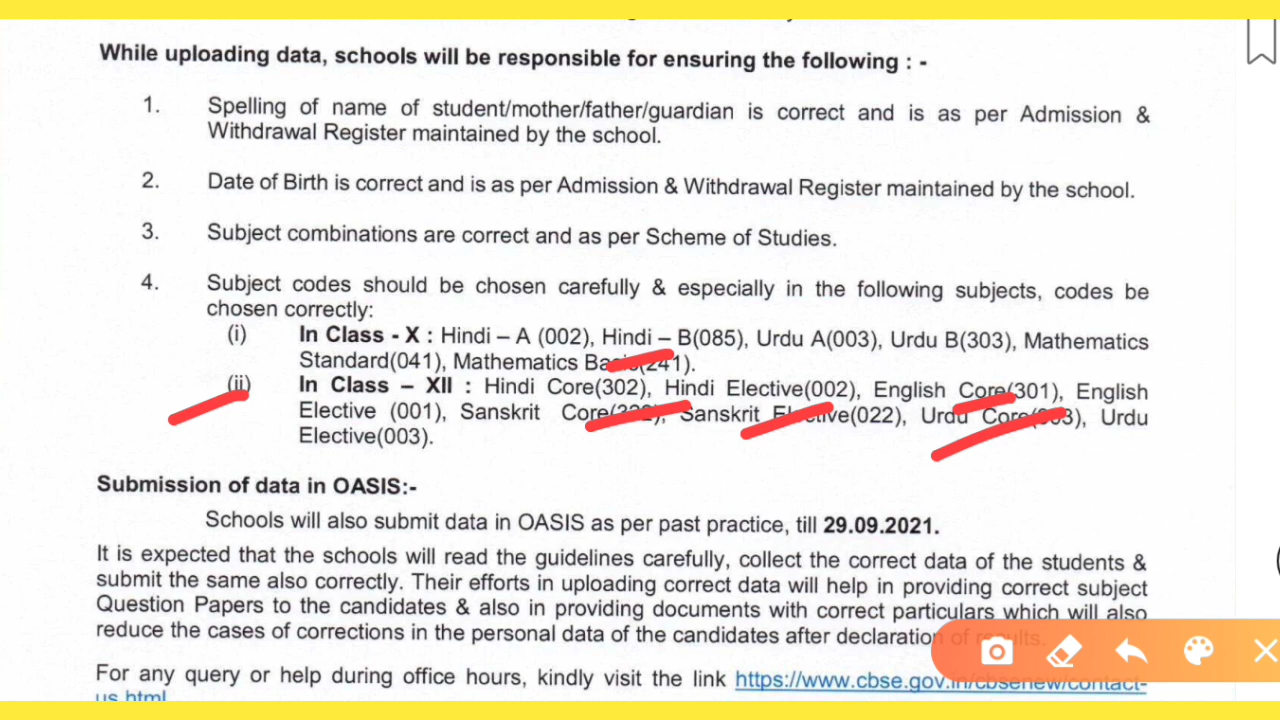 While uploading data, schools will be responsible for ensuring the following : -
1. Spelling of name of student/mother/father/guardian is correct and is as per Admission &
Withdrawal Register maintained by the school.
2. Date of Birth is correct and is as per Admission & Withdrawal Register maintained by the school.
3. Subject combinations are correct and as per Scheme of Studies.
4. Subject codes should be chosen carefully & especially in the following subjects, codes be
chosen correctly:
(i) In Class - X : Hindi – A (002), Hindi – B(085), Urdu A(003), Urdu B(303), Mathematics
Standard(041), Mathematics Basic(241).
(ii) In Class – XII : Hindi Core(302), Hindi Elective(002), English Core(301), English
Elective (001), Sanskrit Core(322), Sanskrit Elective(022), Urdu Core(303), Urdu
Elective(003).
Submission of data in OASIS:-
Schools will also submit data in OASIS as per past practice, till 29.09.2021.
It is expected that the schools will read the guidelines carefully, collect the correct data of the students &
submit the same also correctly. Their efforts in uploading correct data will help in providing correct subject
Question Papers to the candidates & also in providing documents with correct particulars which will also
reduce the cases of corrections in the personal data of the candidates after declaration of results.
For any query or help during office hours, kindly visit the link https://www.cbse.gov.in/cbsenew/contact-
us.html